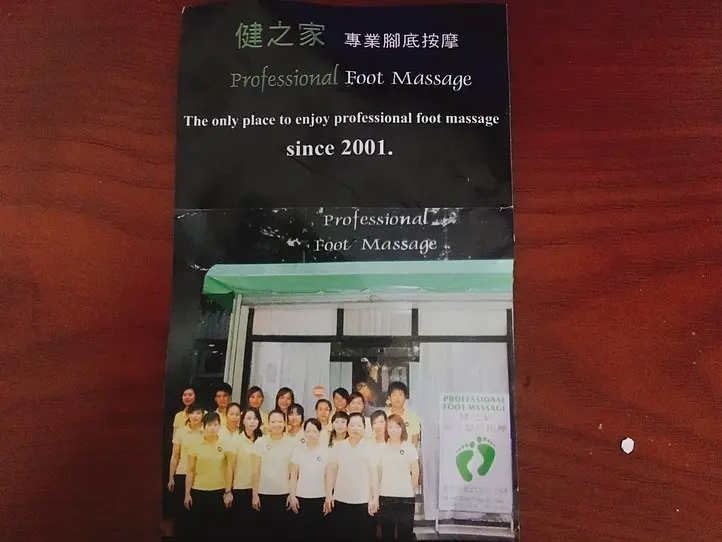 健之家 專業腳底按摩
Professional Foot Massage
The only place to enjoy professional foot massage
since 2001.
Professional
Foot Massage
PROFESSIONAL
FOOT MASSAGE